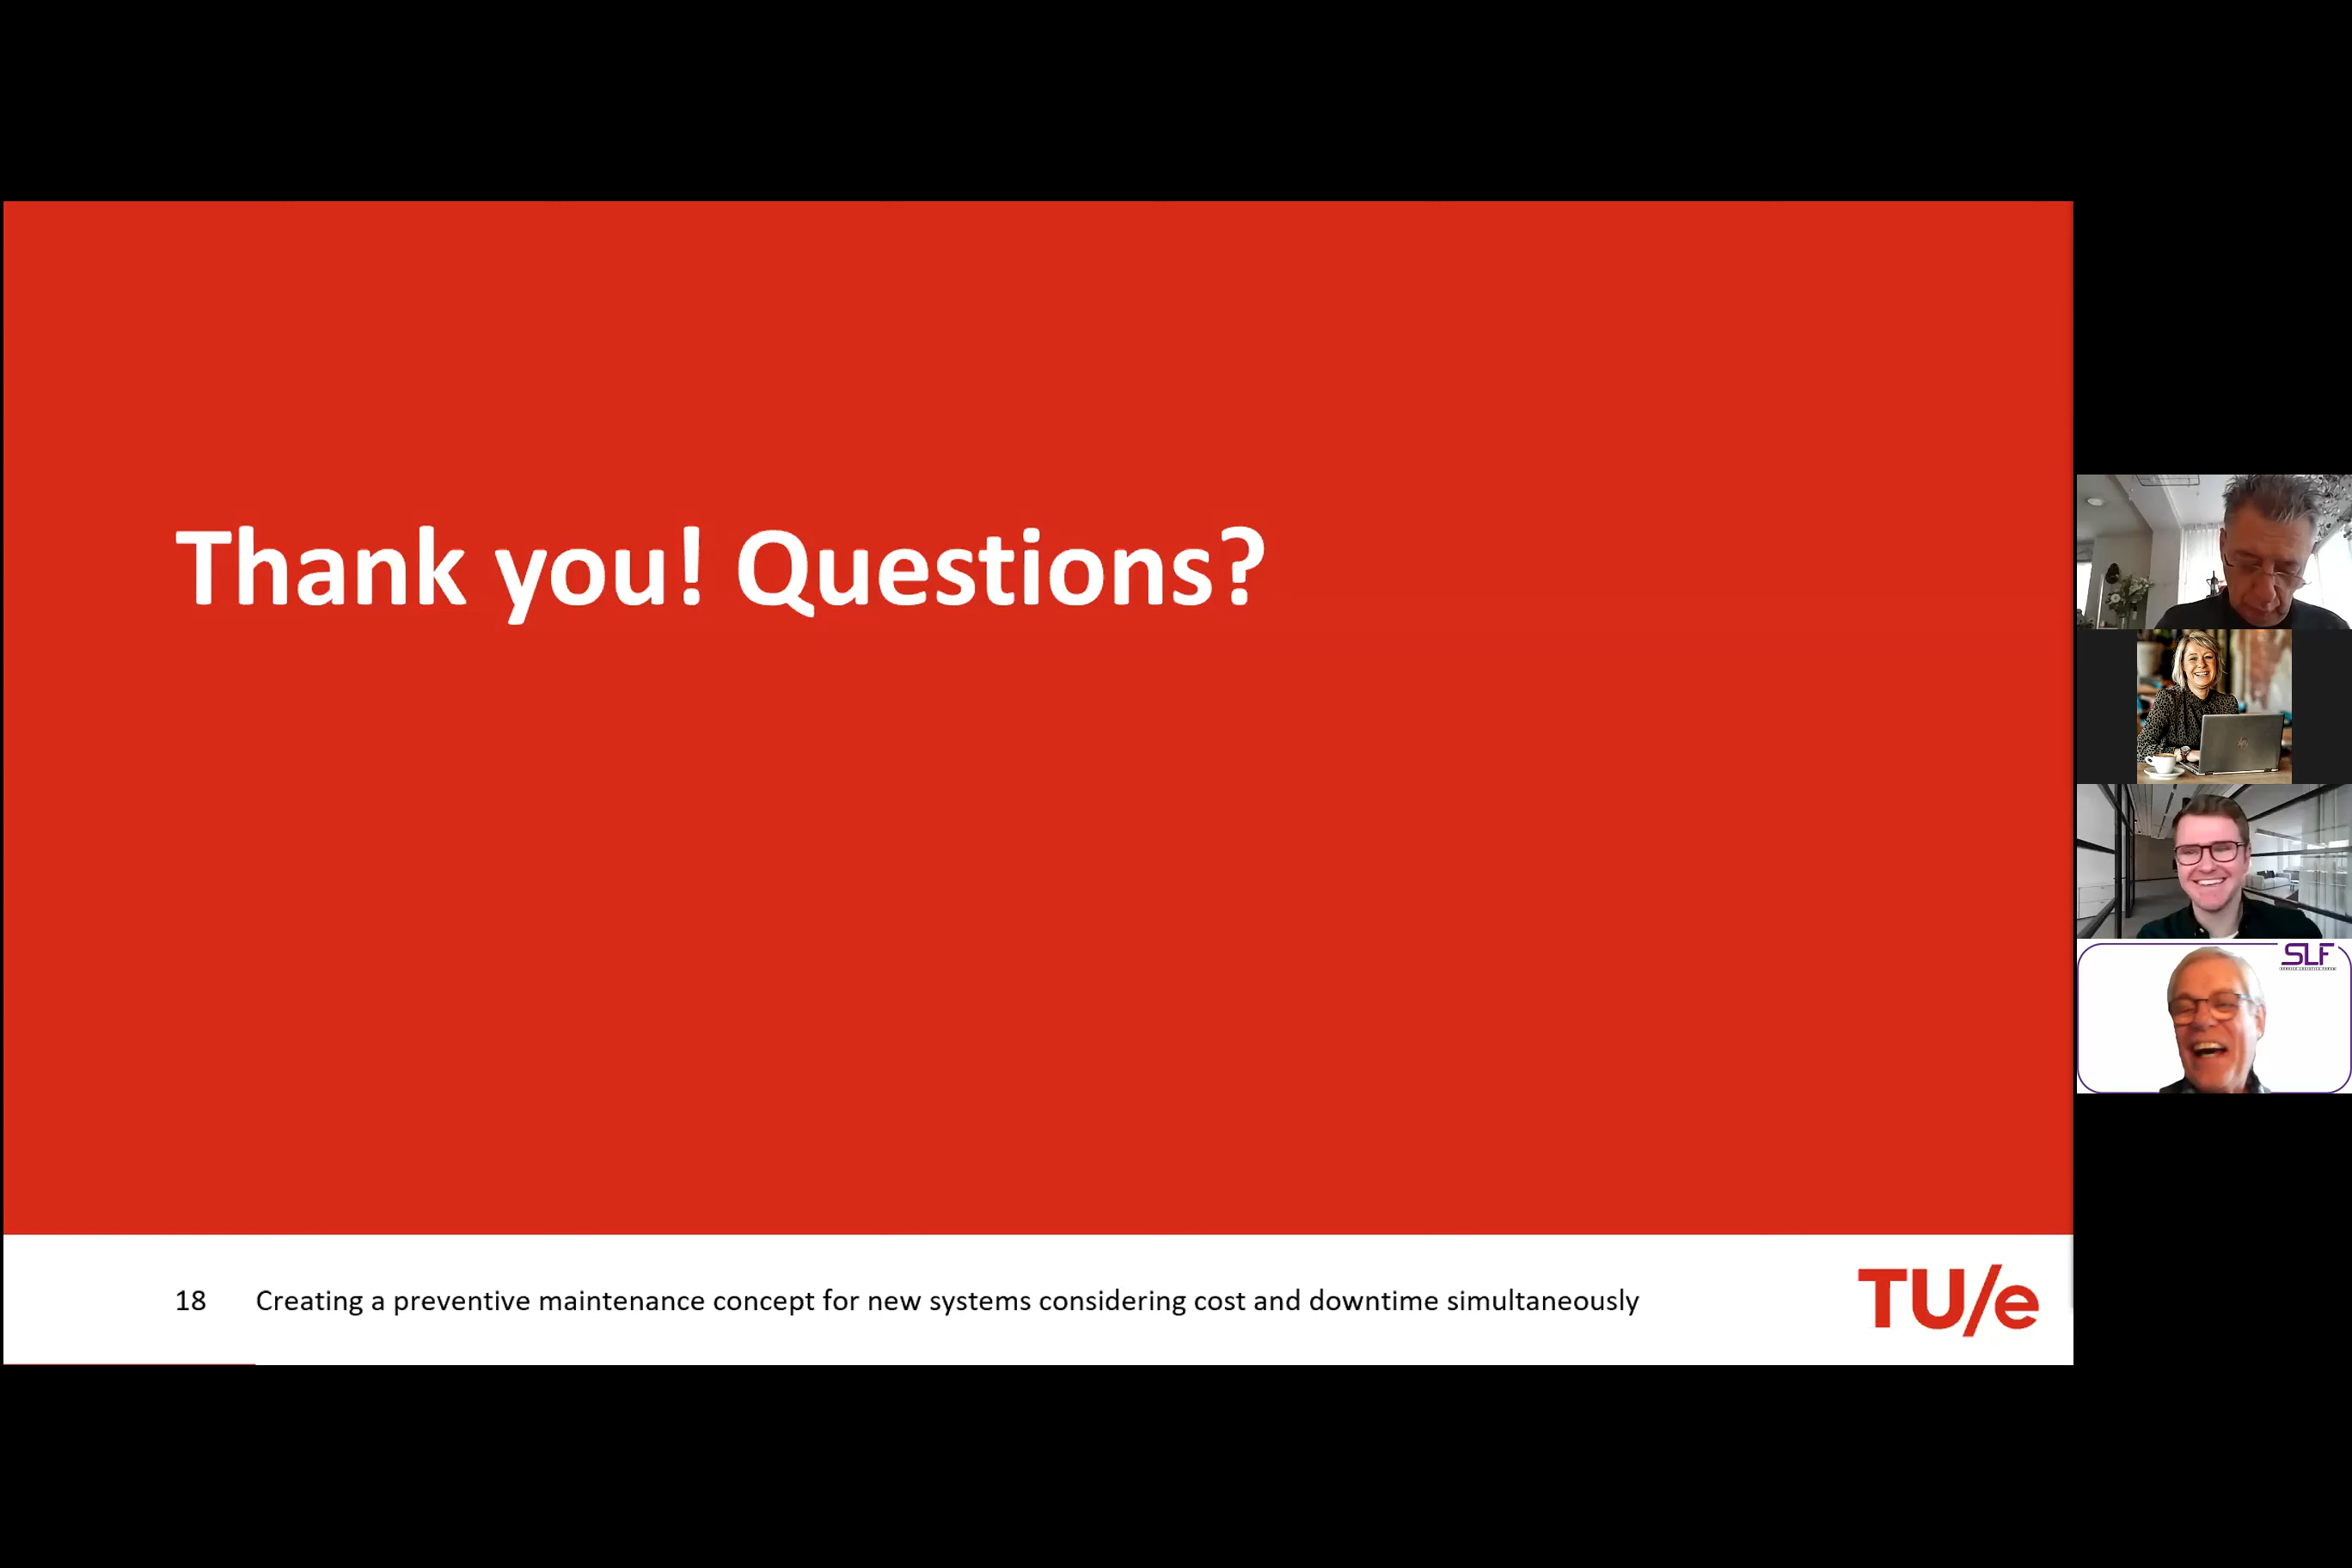 Thank you! Questions?
SLF
18 Creating a preventive maintenance concept for new systems considering cost and downtime simultaneously
TU/e